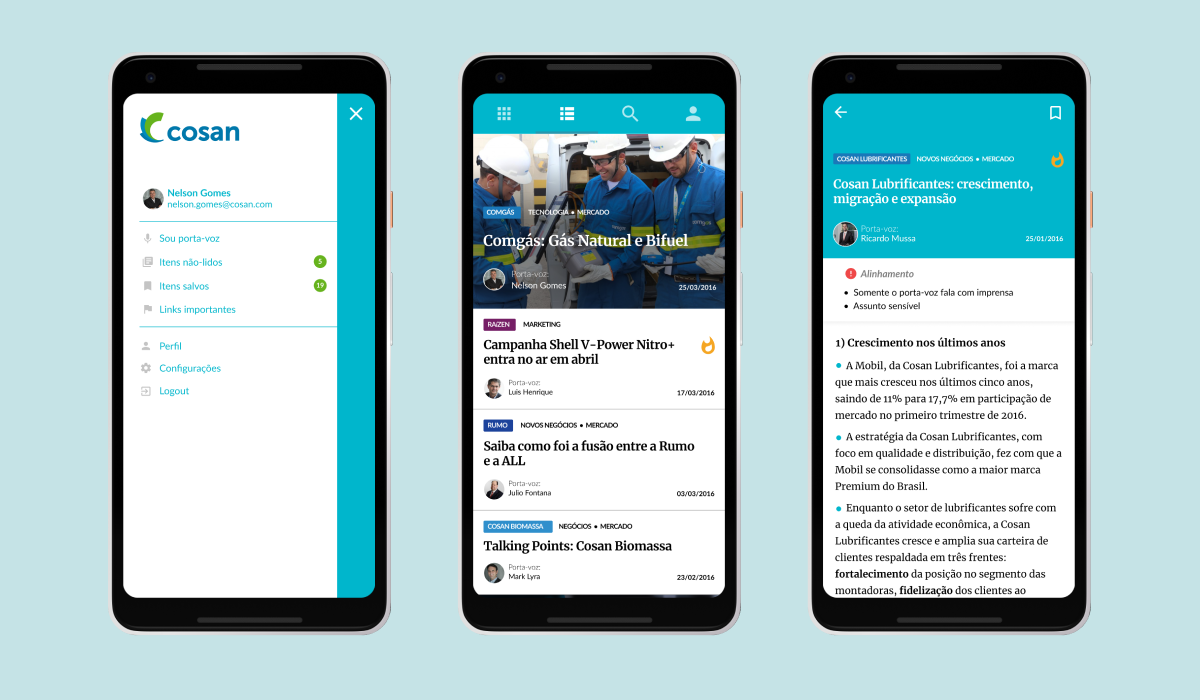 cosan
Nelson Gomes
nelson.gomes@cosan.com
Sou porta-voz
Itens não-lidos
5
Itens salvos
19
Links importantes
Perfil
Configurações
Logout
COMGÁS TECNOLOGIA • MERCADO
Comgás: Gás Natural e Bifuel
Porta-voz:
Nelson Gomes
25/03/2016
RAÍZEN MARKETING
Campanha Shell V-Power Nitro+
entra no ar em abril
Porta-voz:
Luis Henrique
17/03/2016
RUMO NOVOS NEGÓCIOS • MERCADO
Saiba como foi a fusão entre a Rumo
e a ALL
Porta-voz:
Julio Fontana
03/03/2016
COSAN BIOMASSA NEGÓCIOS • MERCADO
Talking Points: Cosan Biomassa
Porta-voz:
Mark Lyra
23/02/2016
COSAN LUBRIFICANTES NOVOS NEGÓCIOS • MERCADO
Cosan Lubrificantes: crescimento,
migração e expansão
Porta-voz:
Ricardo Mussa
25/01/2016
Alinhamento
• Somente o porta-voz fala com imprensa
• Assunto sensível
1) Crescimento nos últimos anos
• A Mobil, da Cosan Lubrificantes, foi a marca
que mais cresceu nos últimos cinco anos,
saindo de 11% para 17,7% em participação de
mercado no primeiro trimestre de 2016.
• A estratégia da Cosan Lubrificantes, com
foco em qualidade e distribuição, fez com que a
Mobil se consolidasse como a maior marca
Premium do Brasil.
• Enquanto o setor de lubrificantes sofre com
a queda da atividade econômica, a Cosan
Lubrificantes cresce e amplia sua carteira de
clientes respaldada em três frentes:
fortalecimento da posição no segmento das
montadoras, fidelização dos clientes ao